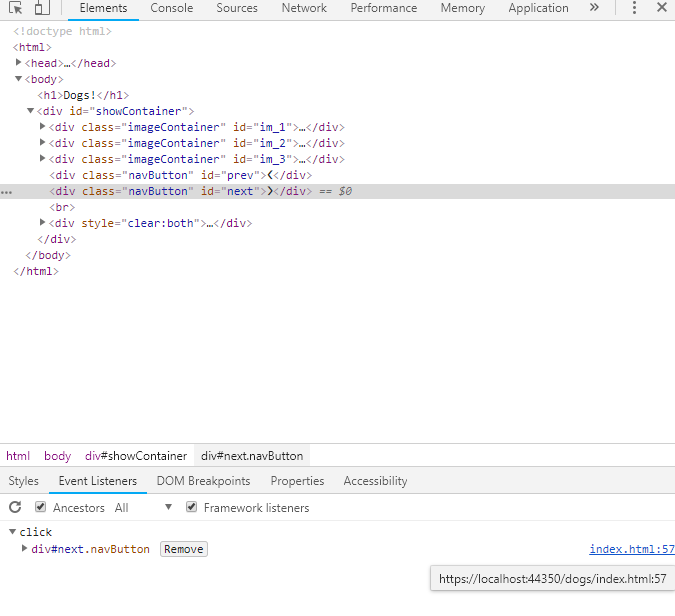 Elements Console Sources Network Performance Memory Application »
<!doctype html>
<html>
<head>…</head>
<body>
<h1>Dogs!</h1>
<div id="showContainer">
<div class="imageContainer" id="im_1">…</div>
<div class="imageContainer" id="im_2">…</div>
<div class="imageContainer" id="im_3">…</div>
<div class="navButton" id="prev">❮</div>
... <div class="navButton" id="next">❯</div> == $0
<br>
<div style="clear:both">…</div>
</div>
</body>
</html>
html body div#showContainer div#next.navButton
Styles Event Listeners DOM Breakpoints Properties Accessibility
Ancestors All Framework listeners
click
div#next.navButton Remove index.html:57
https://localhost:44350/dogs/index.html:57